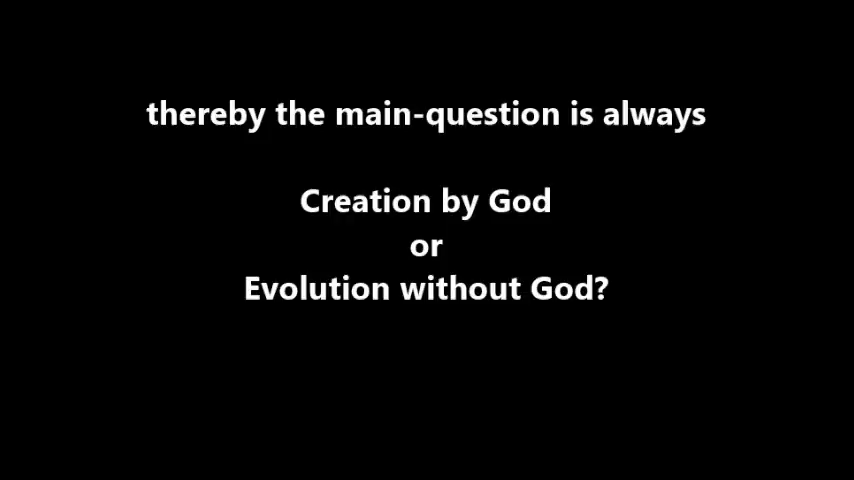 thereby the main-question is always
Creation by God
or
Evolution without God?